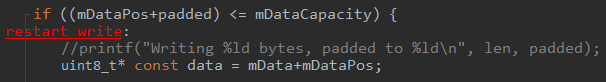 if ((mDataPos+padded) <= mDataCapacity) {
restart_write:
//printf("Writing %ld bytes, padded to %ld\n", len, padded);
uint8_t* const data = mData+mDataPos;